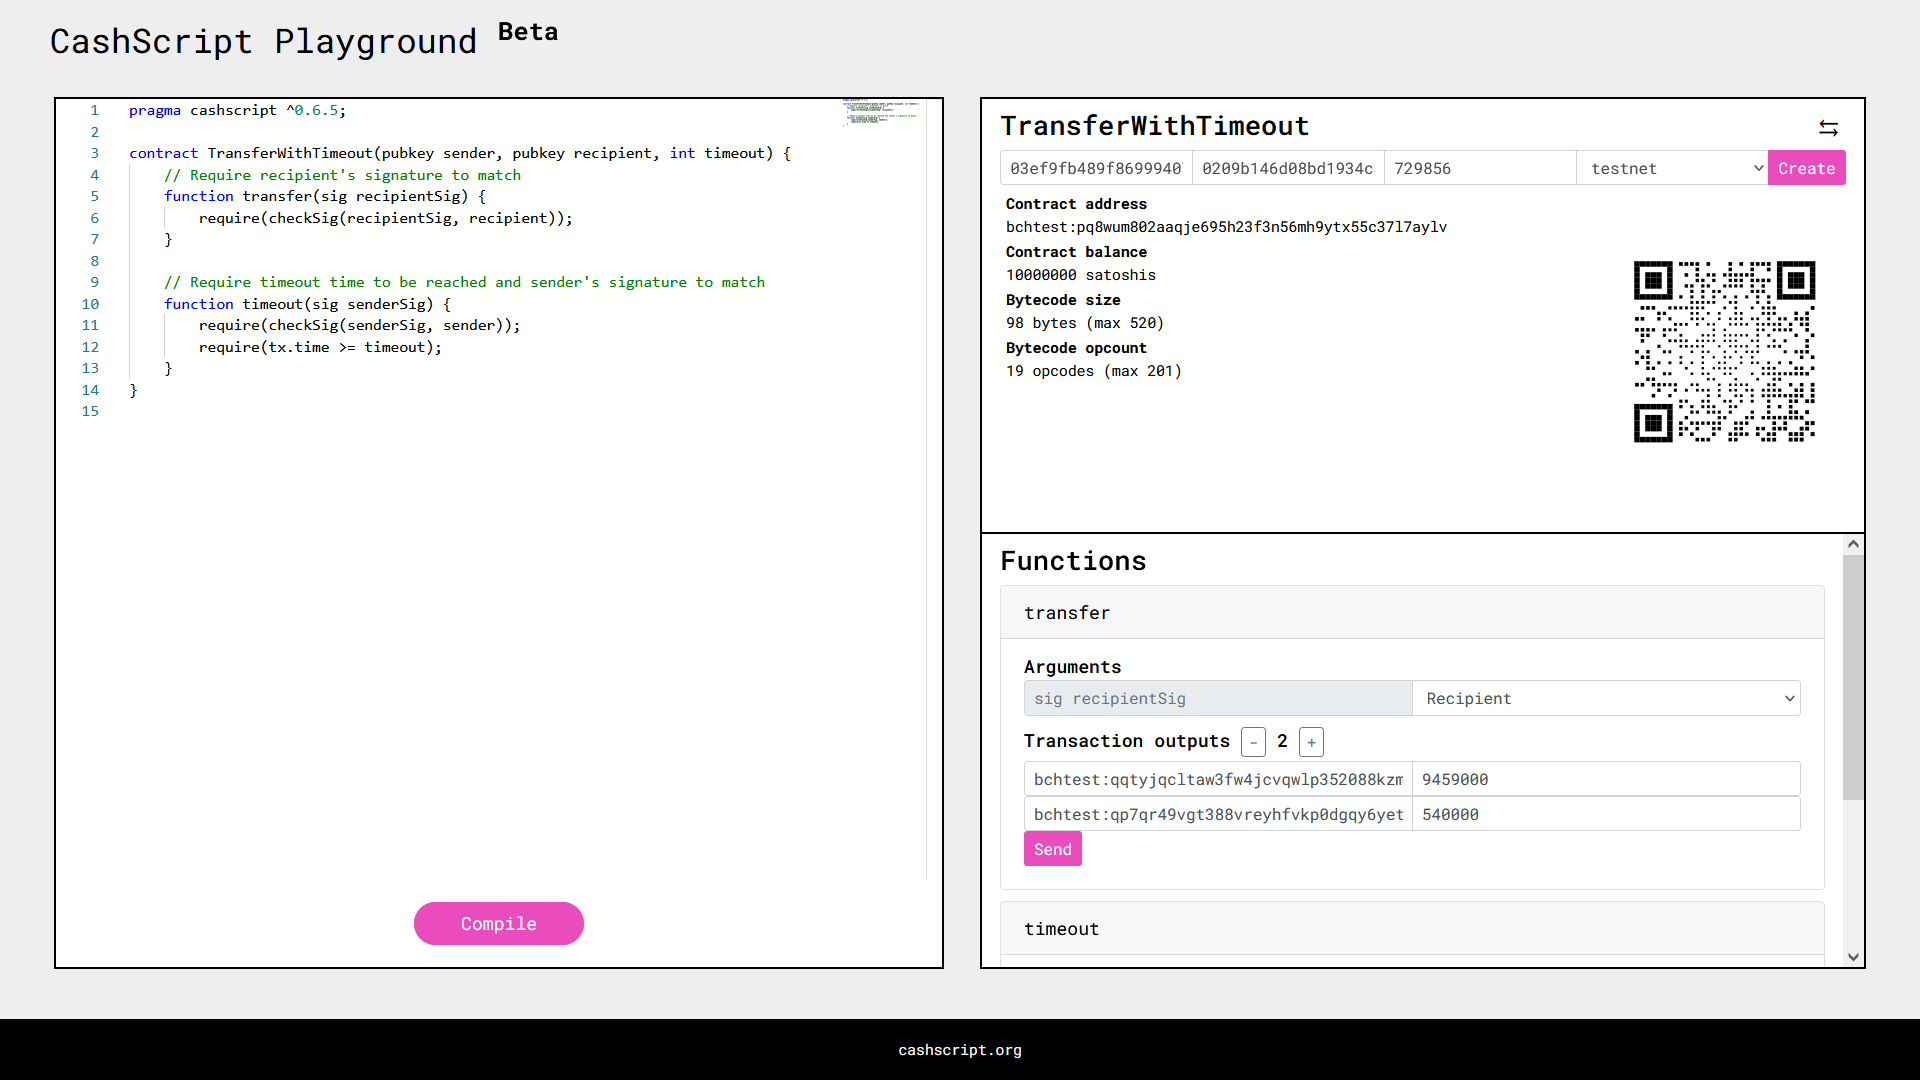 CashScript Playground Beta
1 pragma cashscript ^0.6.5;
2
3 contract TransferWithTimeout(pubkey sender, pubkey recipient, int timeout) {
4 // Require recipient's signature to match
5 function transfer(sig recipientSig) {
6 require(checkSig(recipientSig, recipient));
7 }
8
9 // Require timeout time to be reached and sender's signature to match
10 function timeout(sig senderSig) {
11 require(checkSig(senderSig, sender));
12 require(tx.time >= timeout);
13 }
14 }
15
Compile
TransferWithTimeout
03ef9fb489f8699940 0209b146d08bd1934c 729856 testnet Create
Contract address
bchtest:pq8wum802aaqje695h23f3n56mh9ytx55c37l7aylv
Contract balance
10000000 satoshis
Bytecode size
98 bytes (max 520)
Bytecode opcount
19 opcodes (max 201)
Functions
transfer
Arguments
sig recipientSig Recipient
Transaction outputs - 2 +
bchtest:qqtyjqcltaw3fw4jcvqwlp352088kzm 9459000
bchtest:qp7qr49vgt388vreyhfvkp0dgqy6yet 540000
Send
timeout
cashscript.org